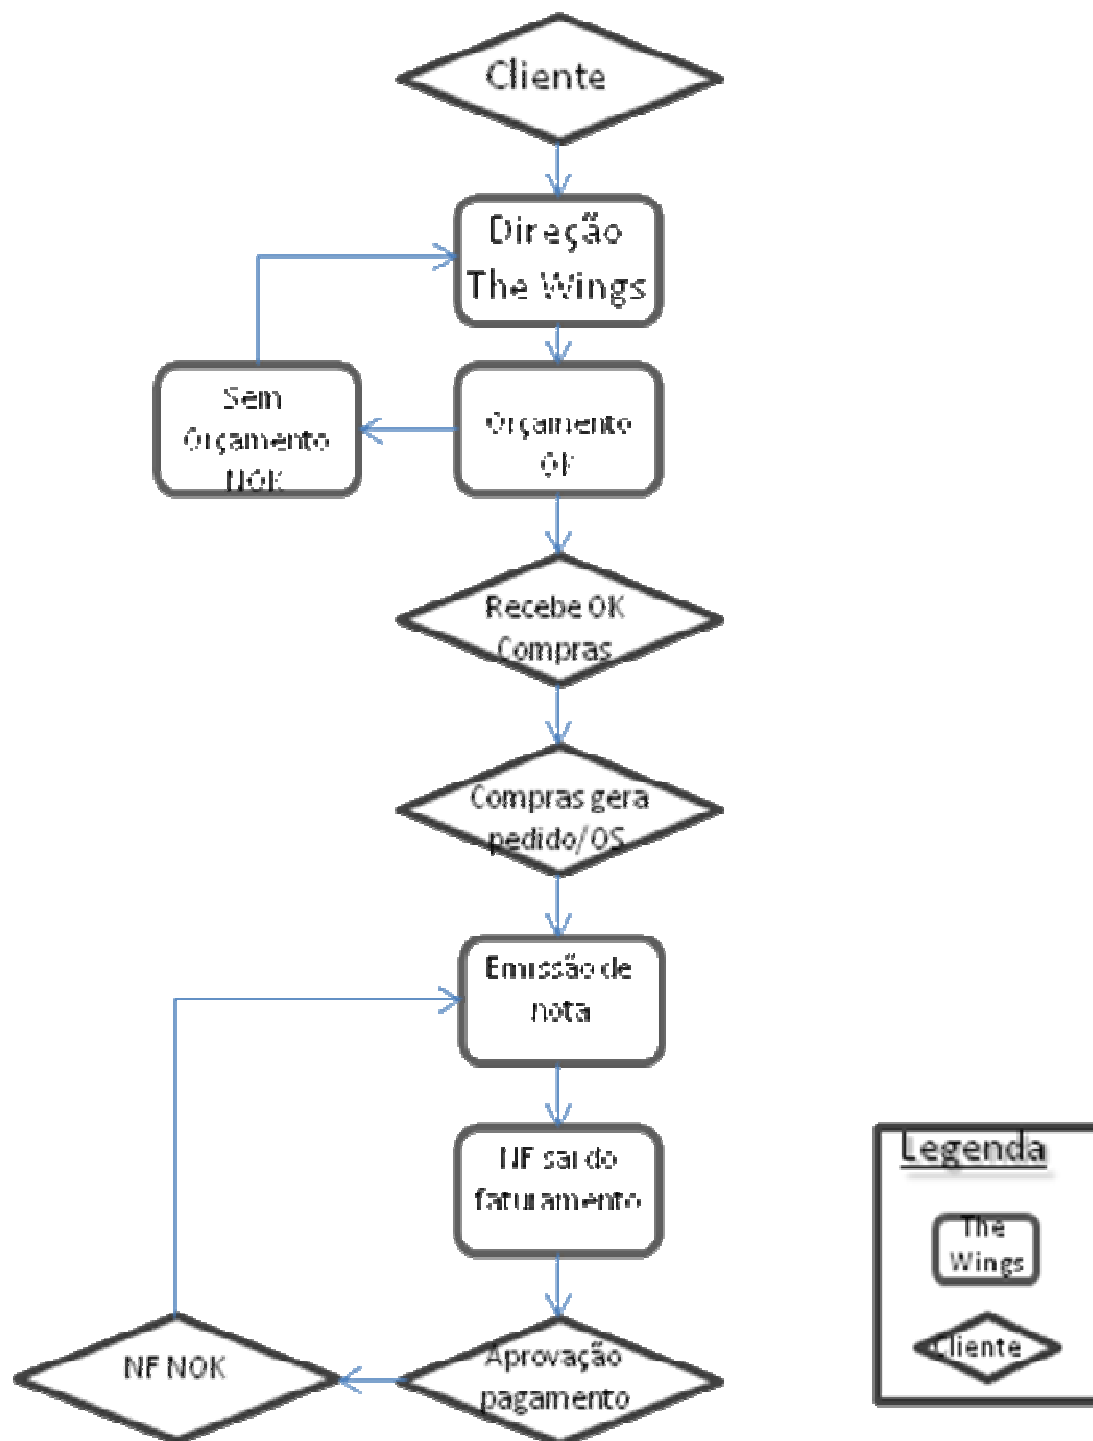 Cliente
Direção
The Wings
Sem
Orçamento
NOK
Orçamento
OK
Recebe OK
Compras
Compras gera
pedido/OS
Emissão de
nota
NF sai do
faturamento
Aprovação
pagamento
NF NOK
Legenda
The
Wings
Cliente